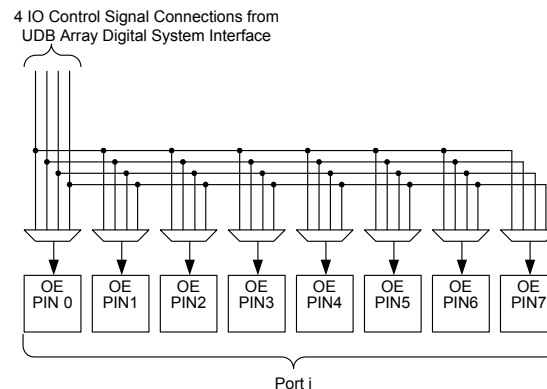 4 IO Control Signal Connections from
UDB Array Digital System Interface
OE
PIN 0
OE
PIN1
OE
PIN2
OE
PIN3
OE
PIN4
OE
PIN5
OE
PIN6
OE
PIN7
Port i